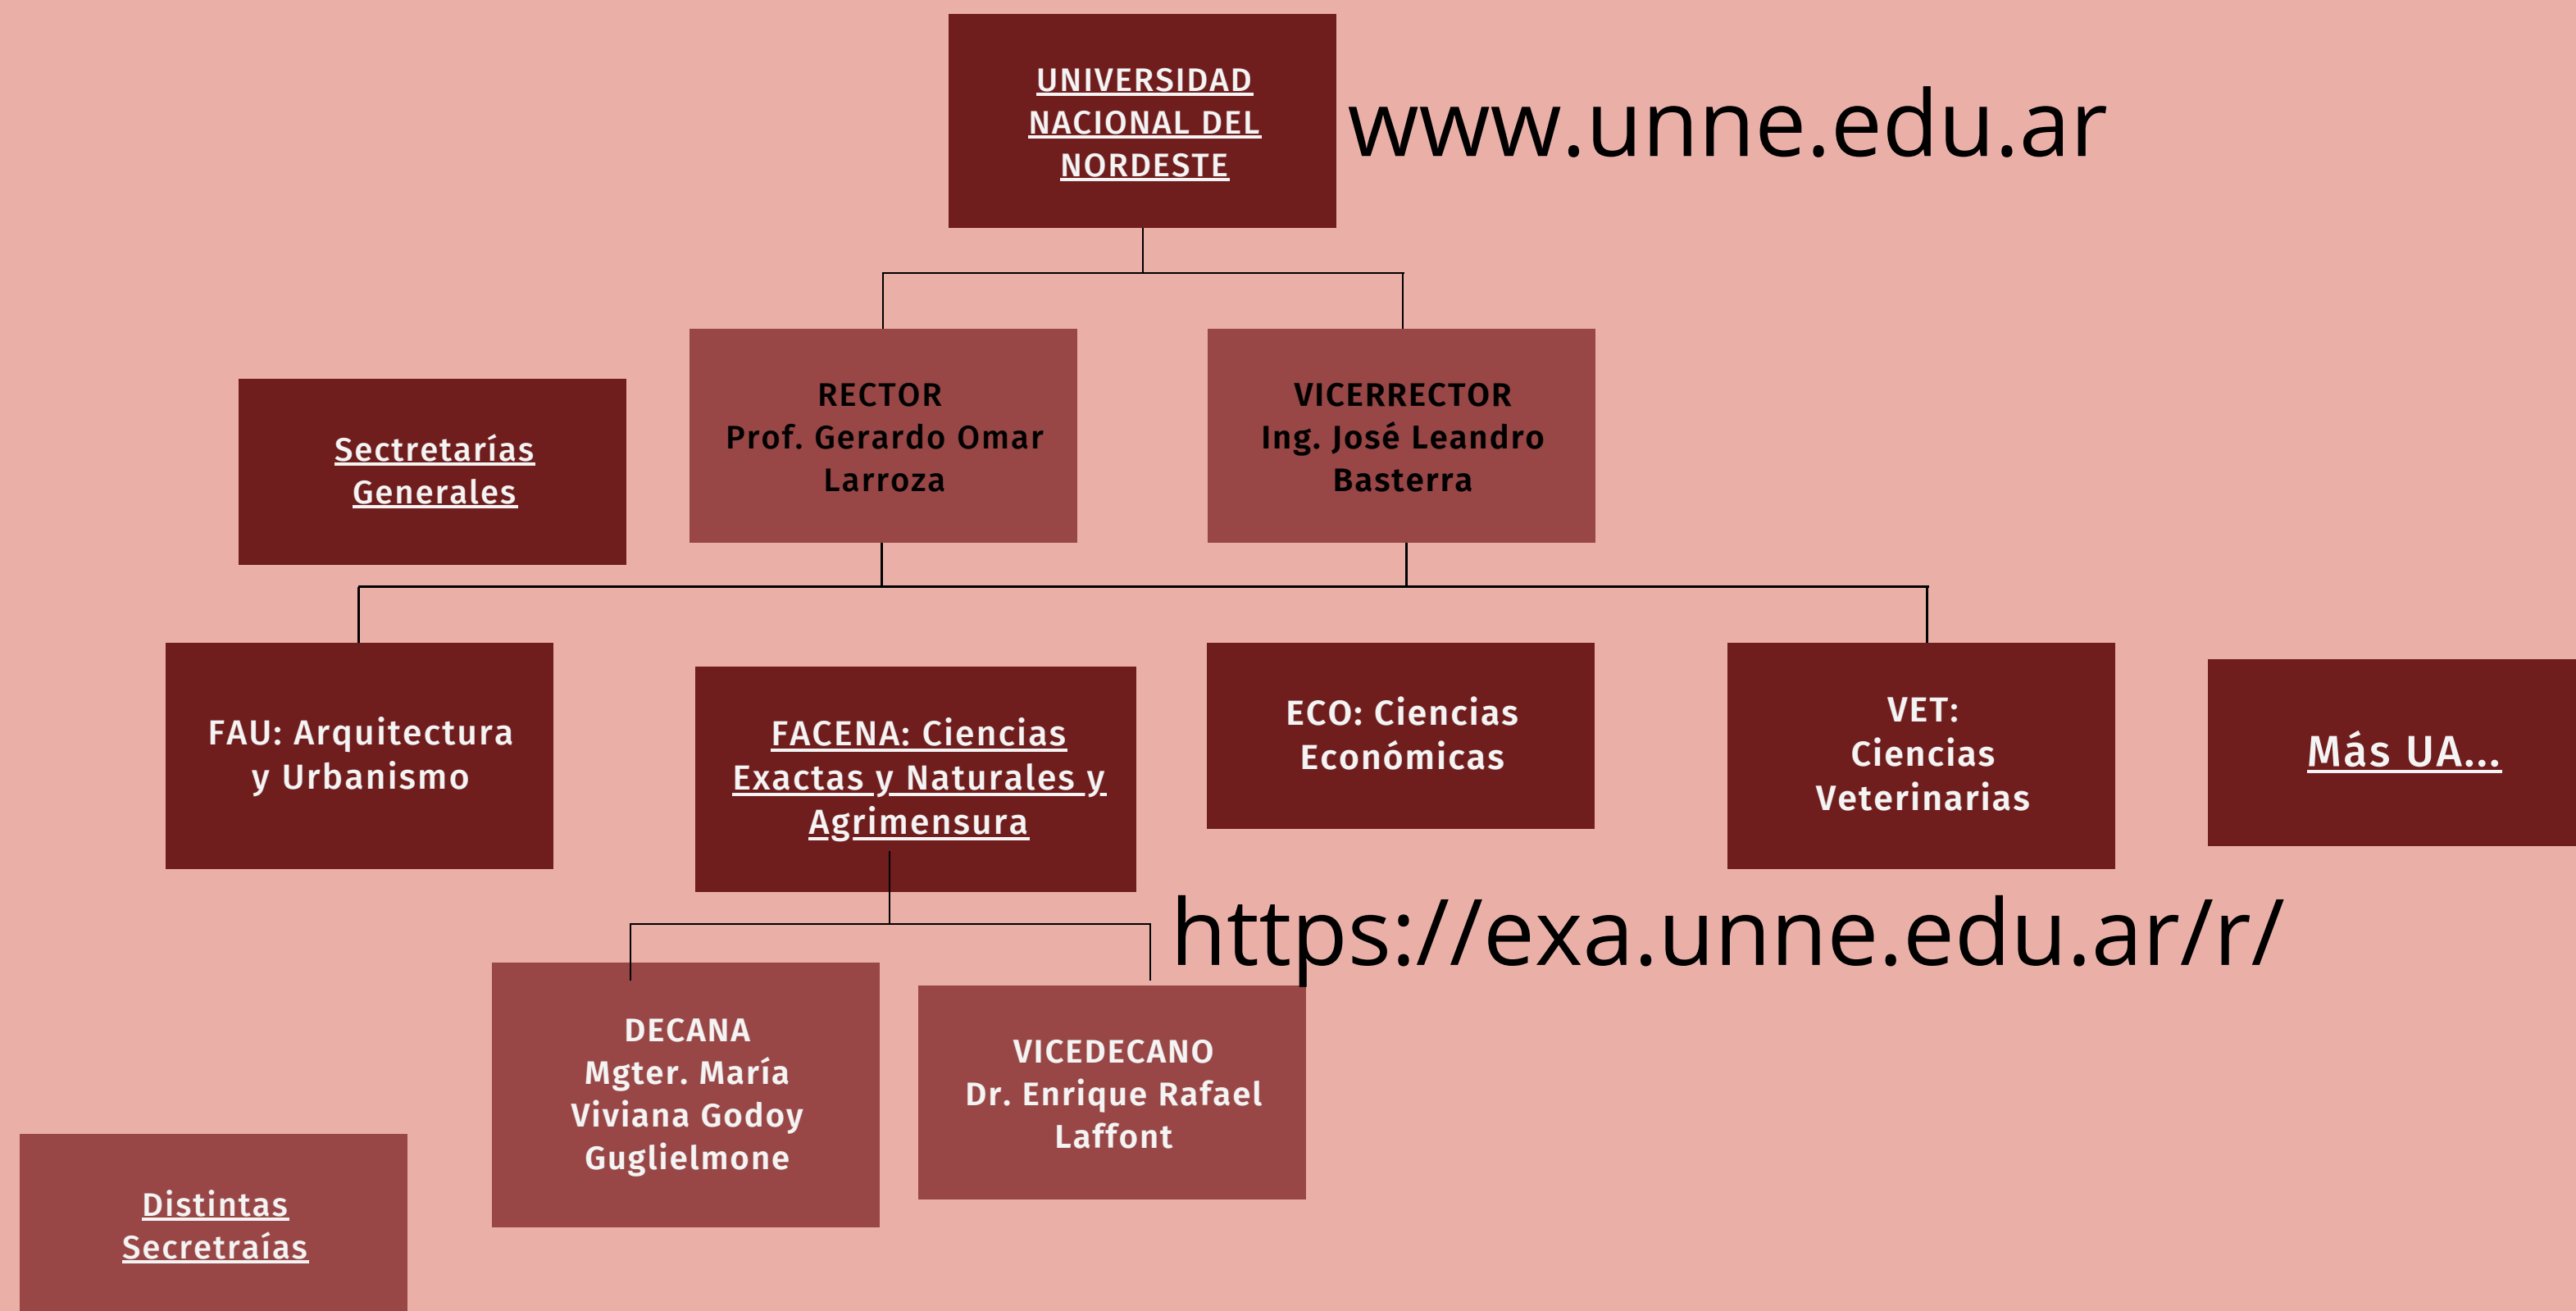 UNIVERSIDAD
NACIONAL DEL
NORDESTE
www.unne.edu.ar
Sectretarías
Generales
RECTOR
Prof. Gerardo Omar
Larroza
VICERRECTOR
Ing. José Leandro
Basterra
FAU: Arquitectura
y Urbanismo
FACENA: Ciencias
Exactas y Naturales y
Agrimensura
ECO: Ciencias
Económicas
VET:
Ciencias
Veterinarias
Más UA...
https://exa.unne.edu.ar/r/
DECANA
Mgter. María
Viviana Godoy
Guglielmone
VICEDECANO
Dr. Enrique Rafael
Laffont
Distintas
Secretraías